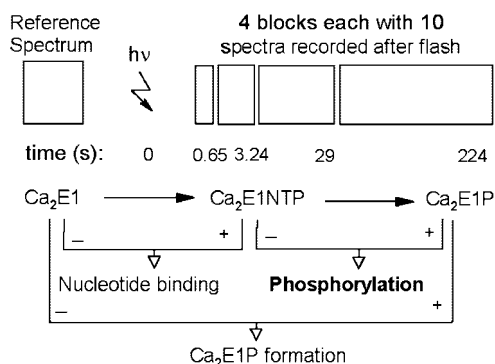 Reference
Spectrum
hν
4 blocks each with 10
spectra recorded after flash
time (s): 0 0.65 3.24 29 224
Ca₂E1 Ca₂E1NTP Ca₂E1P
– + – +
Nucleotide binding Phosphorylation
– +
Ca₂E1P formation